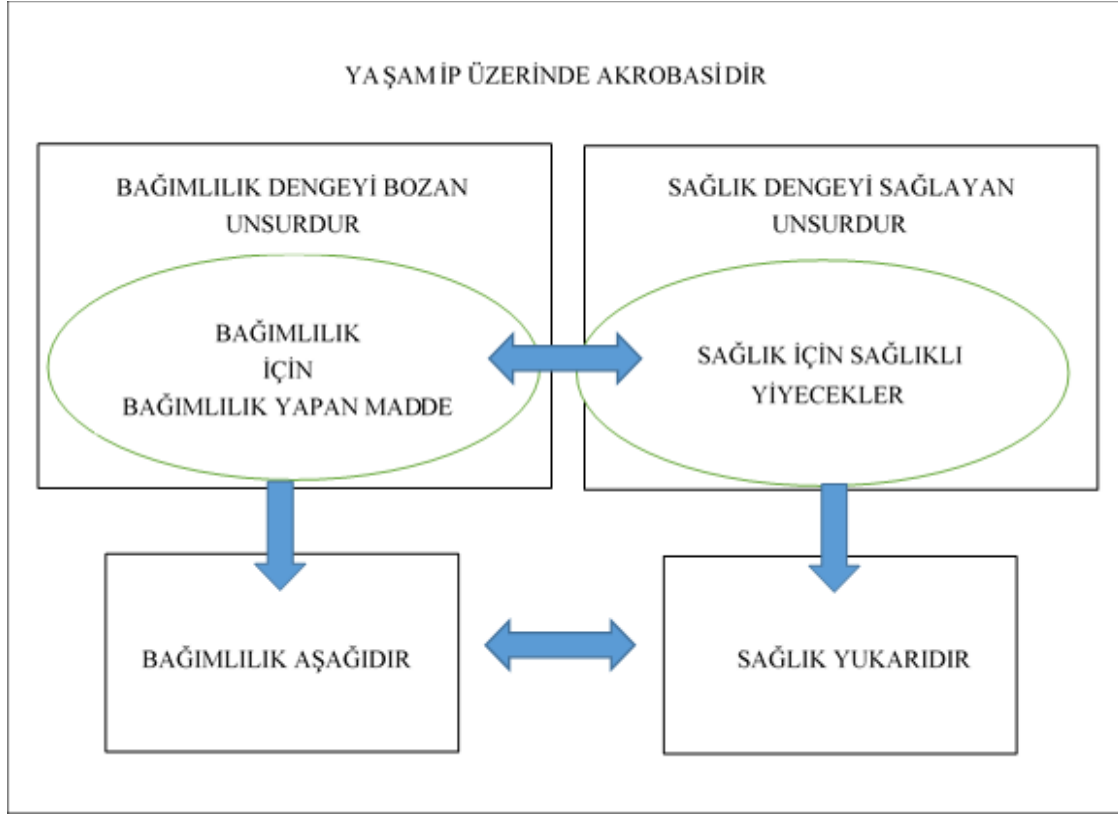 YAŞAM İP ÜZERİNDE AKROBASİDİR
BAĞIMLILIK DENGEYİ BOZAN
UNSURDUR
BAĞIMLILIK
İÇİN
BAĞIMLILIK YAPAN MADDE
SAĞLIK DENGEYİ SAĞLAYAN
UNSURDUR
SAĞLIK İÇİN SAĞLIKLI
YİYECEKLER
BAĞIMLILIK AŞAĞIDIR
SAĞLIK YUKARIDIR